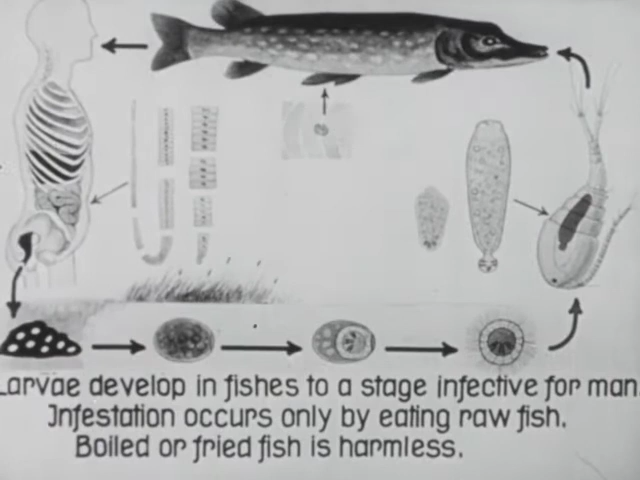 Larvae develop in fishes to a stage infective for man.
Infestation occurs only by eating raw fish.
Boiled or fried fish is harmless.